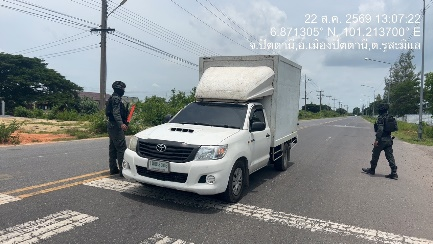 22 ส.ค. 2569 13:07:22
6.871305° N, 101.213700° E
จ.ปัตตานี,อ.เมืองปัตตานี,ต.รูสะมิแล